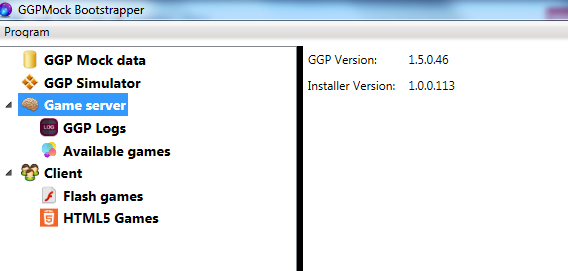 GGPMock Bootstrapper
Program
GGP Mock data
GGP Simulator
Game server
LOG
GGP Logs
Available games
Client
Flash games
HTML5 Games
GGP Version: 1.5.0.46
Installer Version: 1.0.0.113